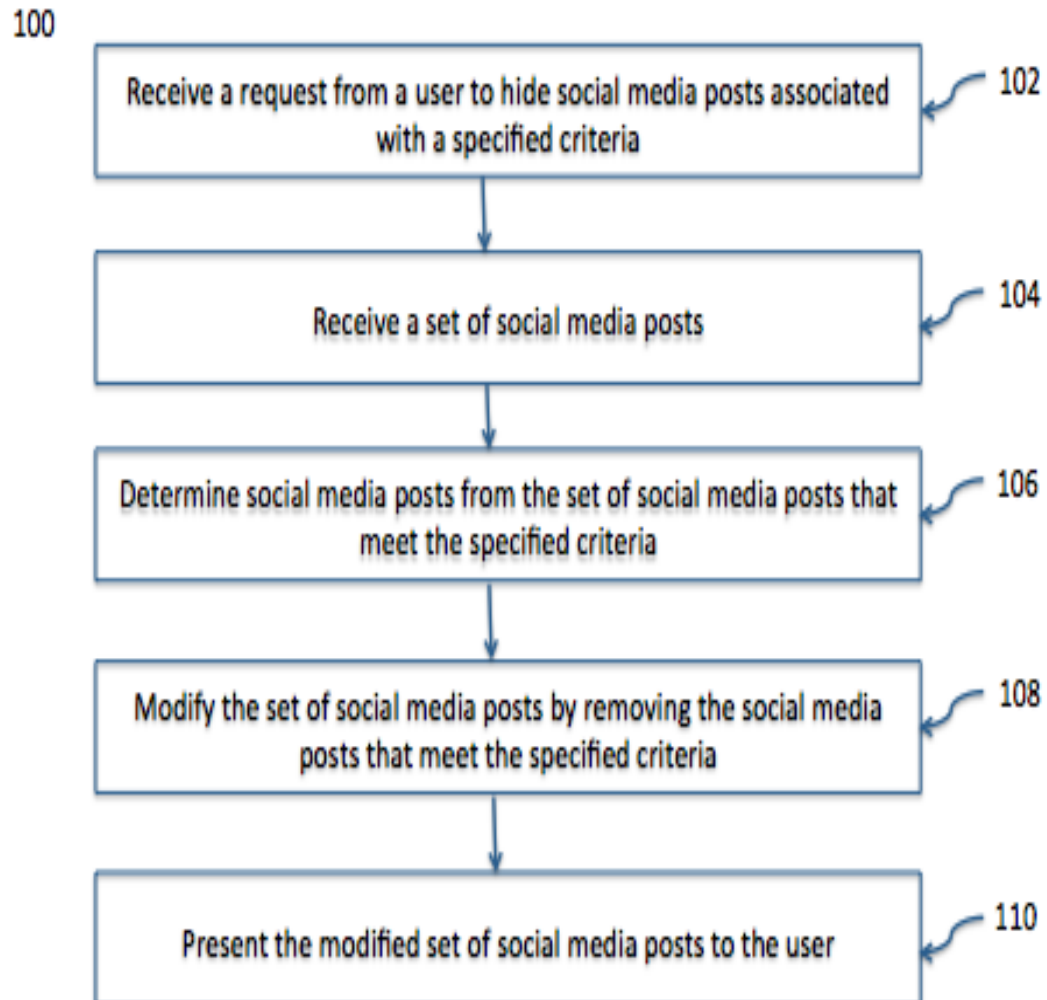 100
Receive a request from a user to hide social media posts associated
with a specified criteria
102
Receive a set of social media posts
104
Determine social media posts from the set of social media posts that
meet the specified criteria
106
Modify the set of social media posts by removing the social media
posts that meet the specified criteria
108
Present the modified set of social media posts to the user
110